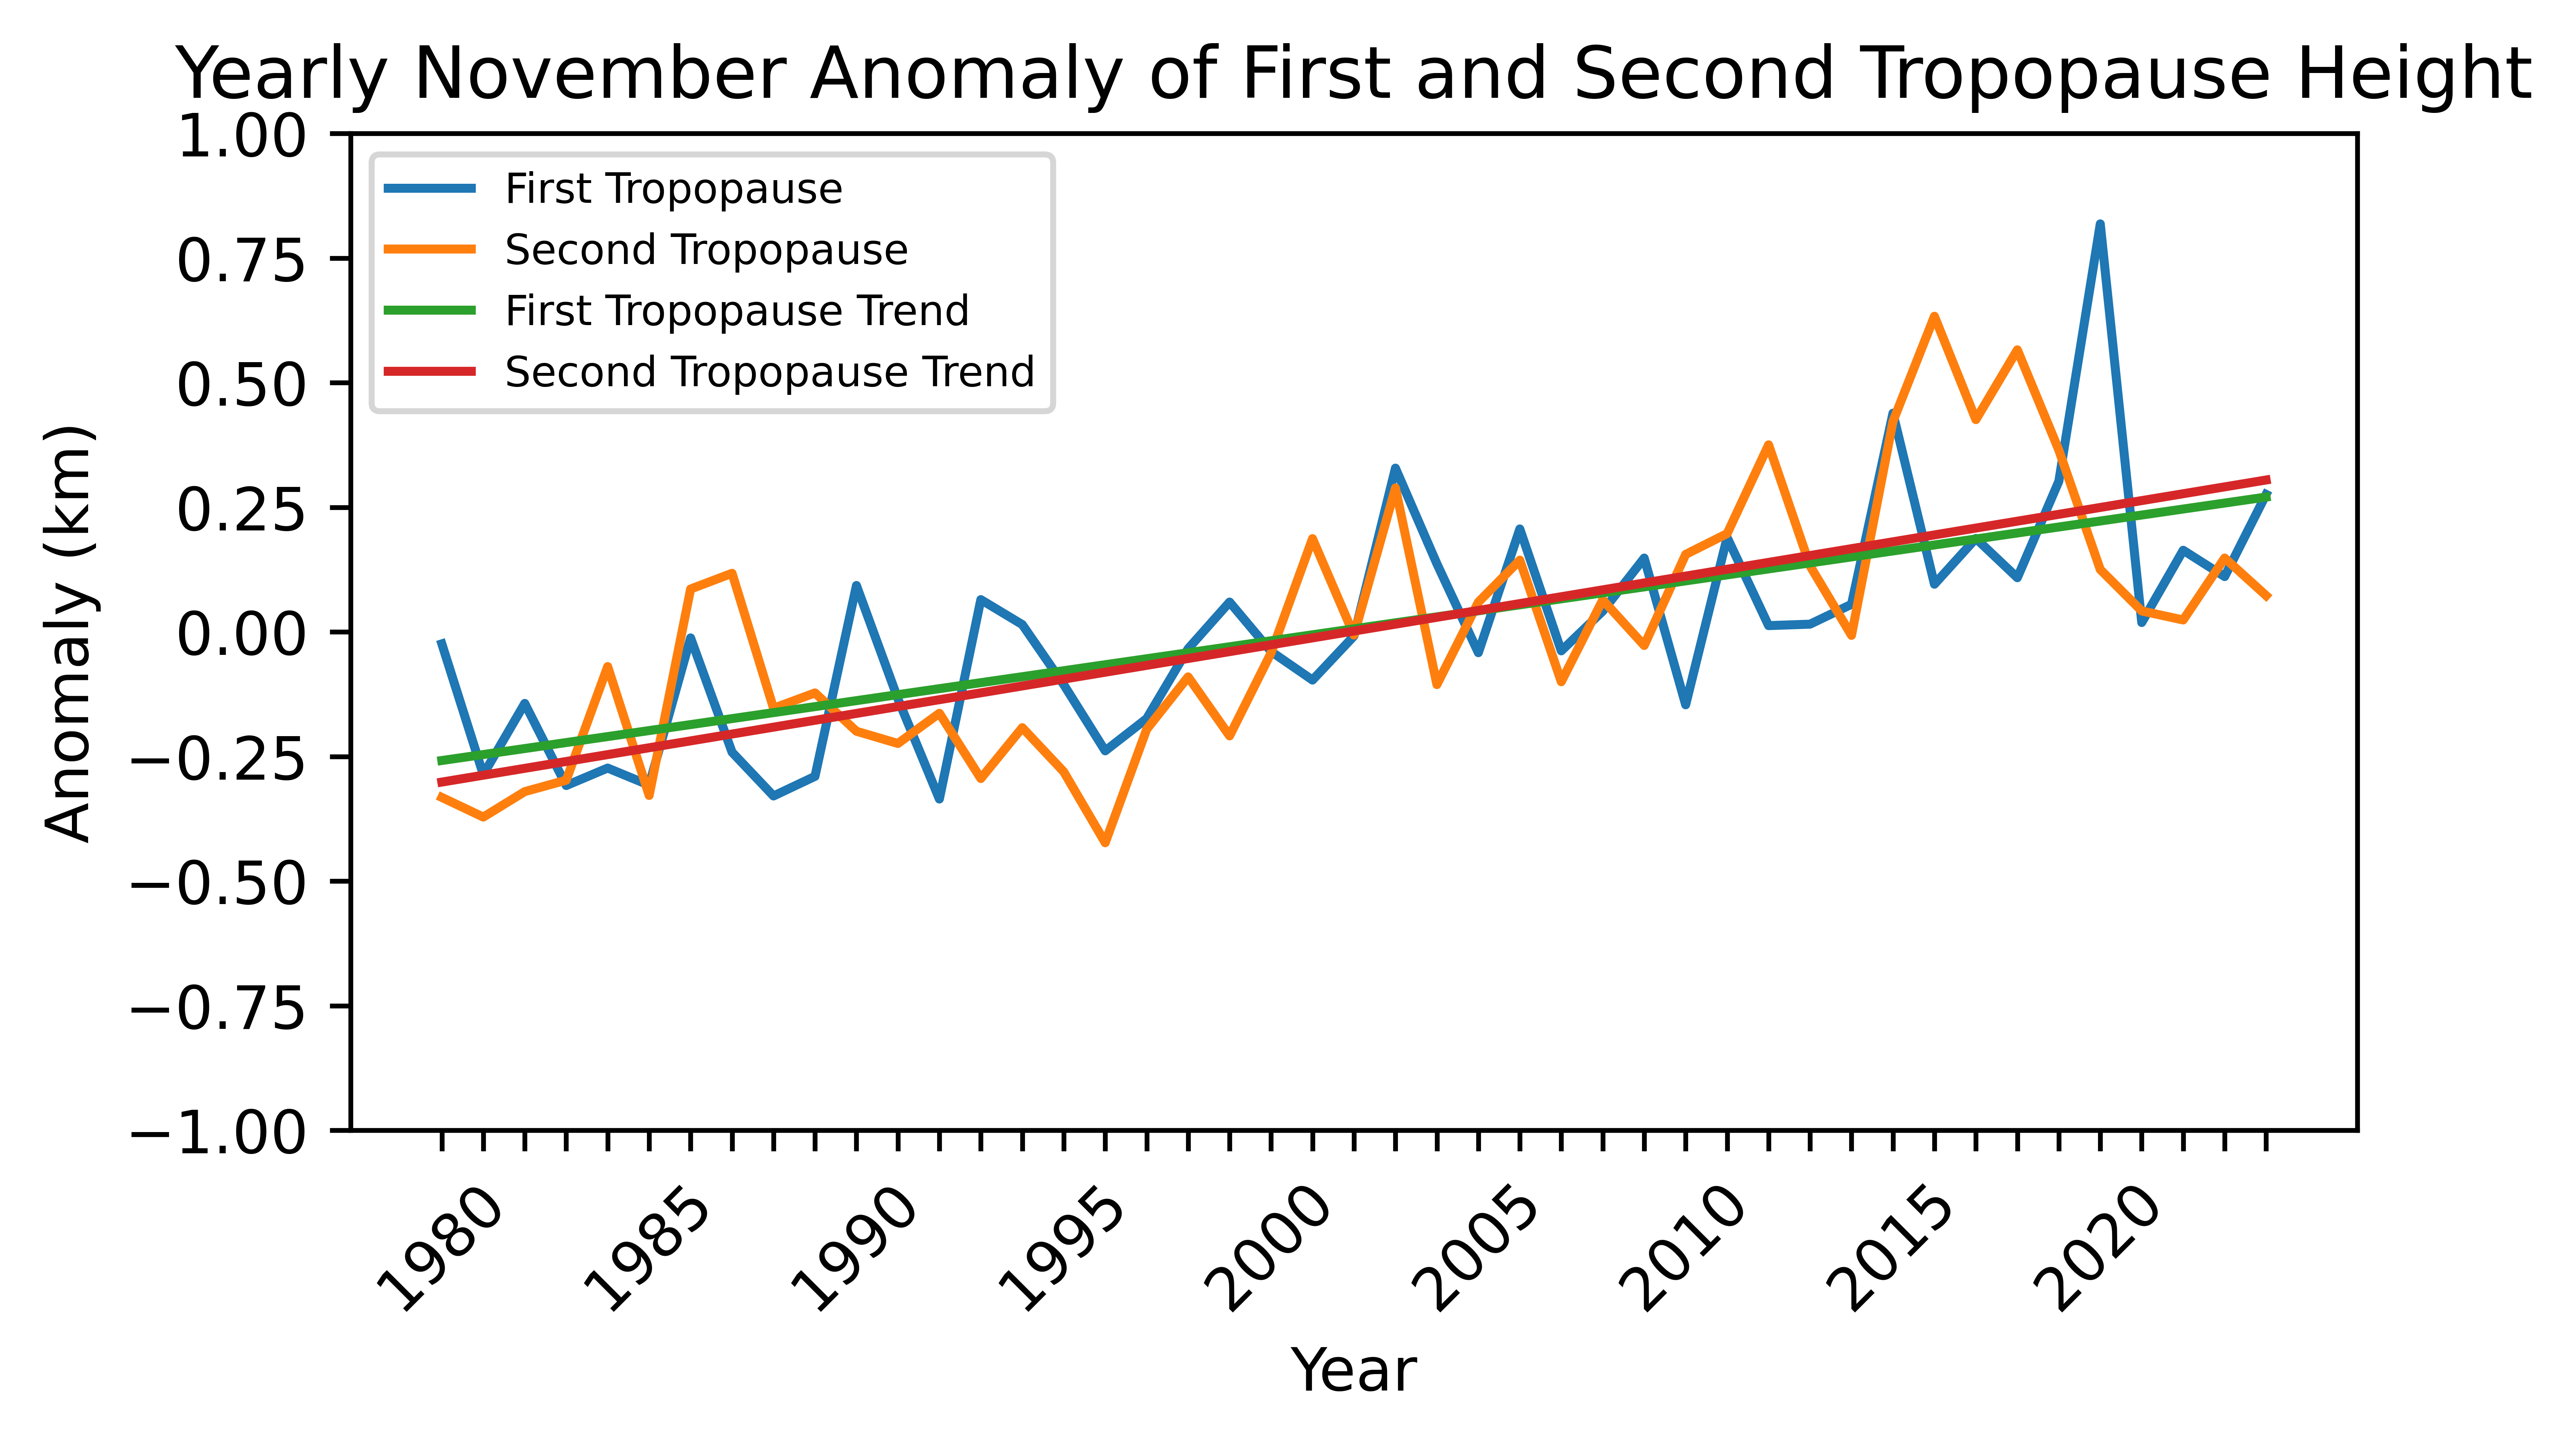 Yearly November Anomaly of First and Second Tropopause Height
1.00
0.75
0.50
0.25
0.00
−0.25
−0.50
−0.75
−1.00
Anomaly (km)
First Tropopause
Second Tropopause
First Tropopause Trend
Second Tropopause Trend
1980
1985
1990
1995
2000
2005
2010
2015
2020
Year